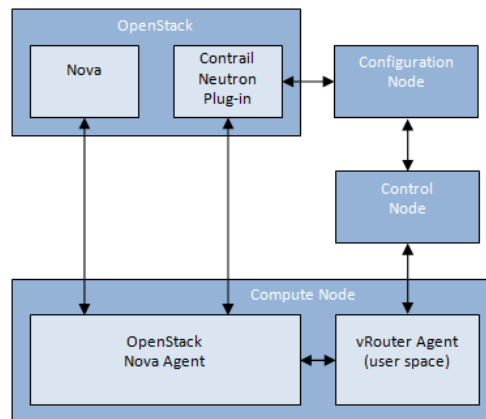 OpenStack
Nova
Contrail
Neutron
Plug-in
Configuration
Node
Control
Node
Compute Node
OpenStack
Nova Agent
vRouter Agent
(user space)